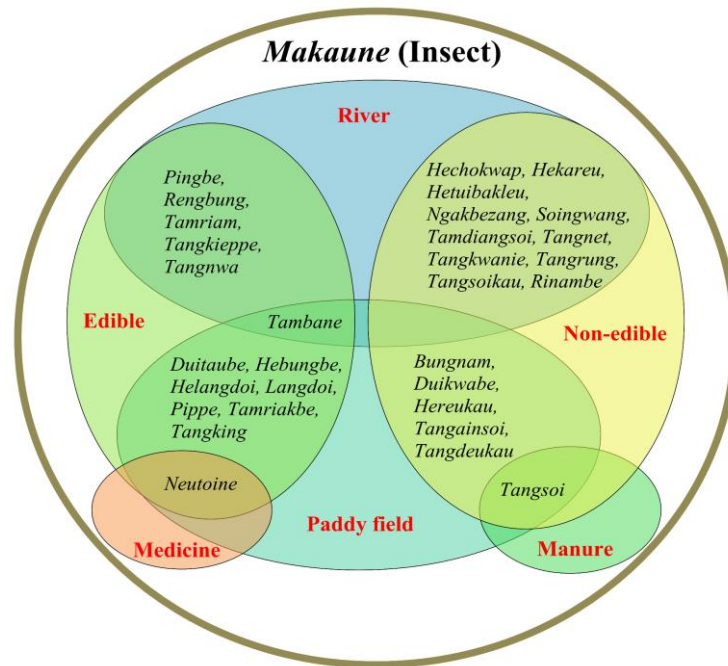 Makaune (Insect)
River
Pingbe,
Rengbung,
Tamriam,
Tangkieppe,
Tangnwa
Hechokwap, Hekareu,
Hetuibakleu,
Ngakbezang, Soingwang,
Tamdiangsoi, Tangnet,
Tangkwanie, Tangrung,
Tangsoikau, Rinambe
Edible
Tambane
Non-edible
Duitaube, Hebungbe,
Helangdoi, Langdoi,
Pippe, Tamriakbe,
Tangking
Bungnam,
Duikwabe,
Hereukau,
Tangainsoi,
Tangdeukau
Neutoine
Tangsoi
Paddy field
Medicine
Manure